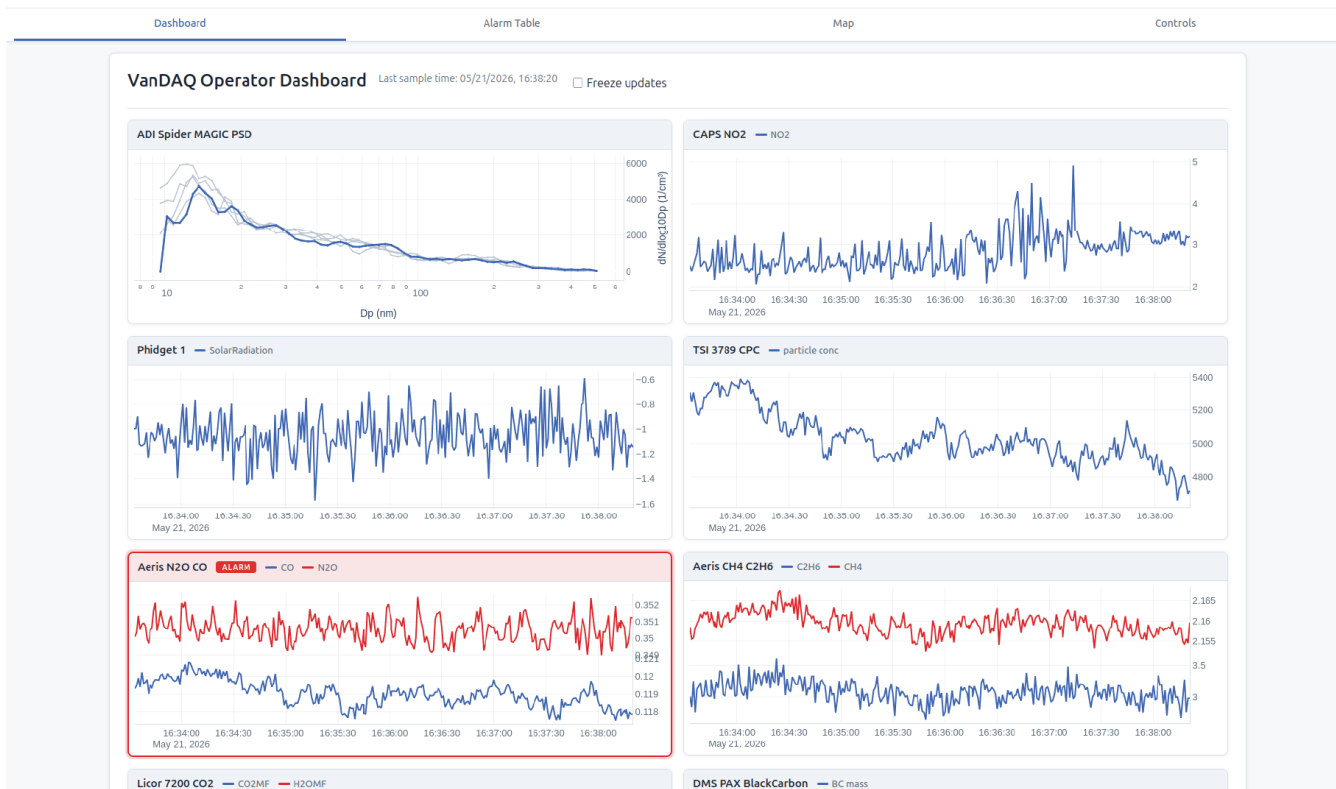 Dashboard Alarm Table Map Controls
VanDAQ Operator Dashboard Last sample time: 05/21/2026, 16:38:20 Freeze updates
ADI Spider MAGIC PSD
6000
4000
2000
0
dN/dlog10Dp (1/cm³)
8 9 10 2 3 4 5 6 7 8 9 100 2 3 4 5 6
Dp (nm)
CAPS NO2 NO2
5
4
3
2
16:34:00 16:34:30 16:35:00 16:35:30 16:36:00 16:36:30 16:37:00 16:37:30 16:38:00
May 21, 2026
Phidget 1 SolarRadiation
−0.6
−0.8
−1
−1.2
−1.4
−1.6
16:34:00 16:34:30 16:35:00 16:35:30 16:36:00 16:36:30 16:37:00 16:37:30 16:38:00
May 21, 2026
TSI 3789 CPC particle conc
5400
5200
5000
4800
16:34:00 16:34:30 16:35:00 16:35:30 16:36:00 16:36:30 16:37:00 16:37:30 16:38:00
May 21, 2026
Aeris N2O CO ALARM CO N2O
0.352
0.351
0.35
0.349
0.121
0.12
0.119
0.118
16:34:00 16:34:30 16:35:00 16:35:30 16:36:00 16:36:30 16:37:00 16:37:30 16:38:00
May 21, 2026
Aeris CH4 C2H6 C2H6 CH4
2.165
2.16
2.155
3.5
3
16:34:00 16:34:30 16:35:00 16:35:30 16:36:00 16:36:30 16:37:00 16:37:30 16:38:00
May 21, 2026
Licor 7200 CO2 CO2MF H2OMF
DMS PAX BlackCarbon BC mass